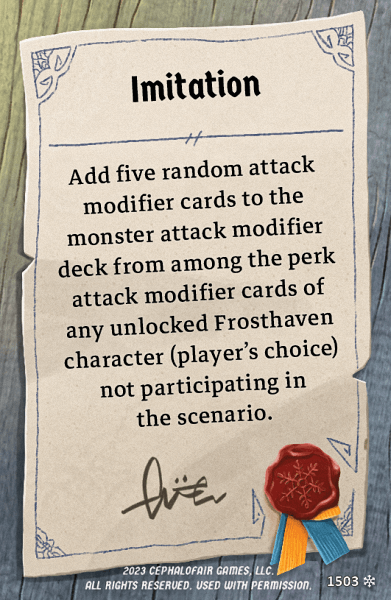 Imitation
Add five random attack
modifier cards to the
monster attack modifier
deck from among the perk
attack modifier cards of
any unlocked Frosthaven
character (player's choice)
not participating in
the scenario.
2023 CEPHALOFAIR GAMES, LLC.
ALL RIGHTS RESERVED. USED WITH PERMISSION.
1503